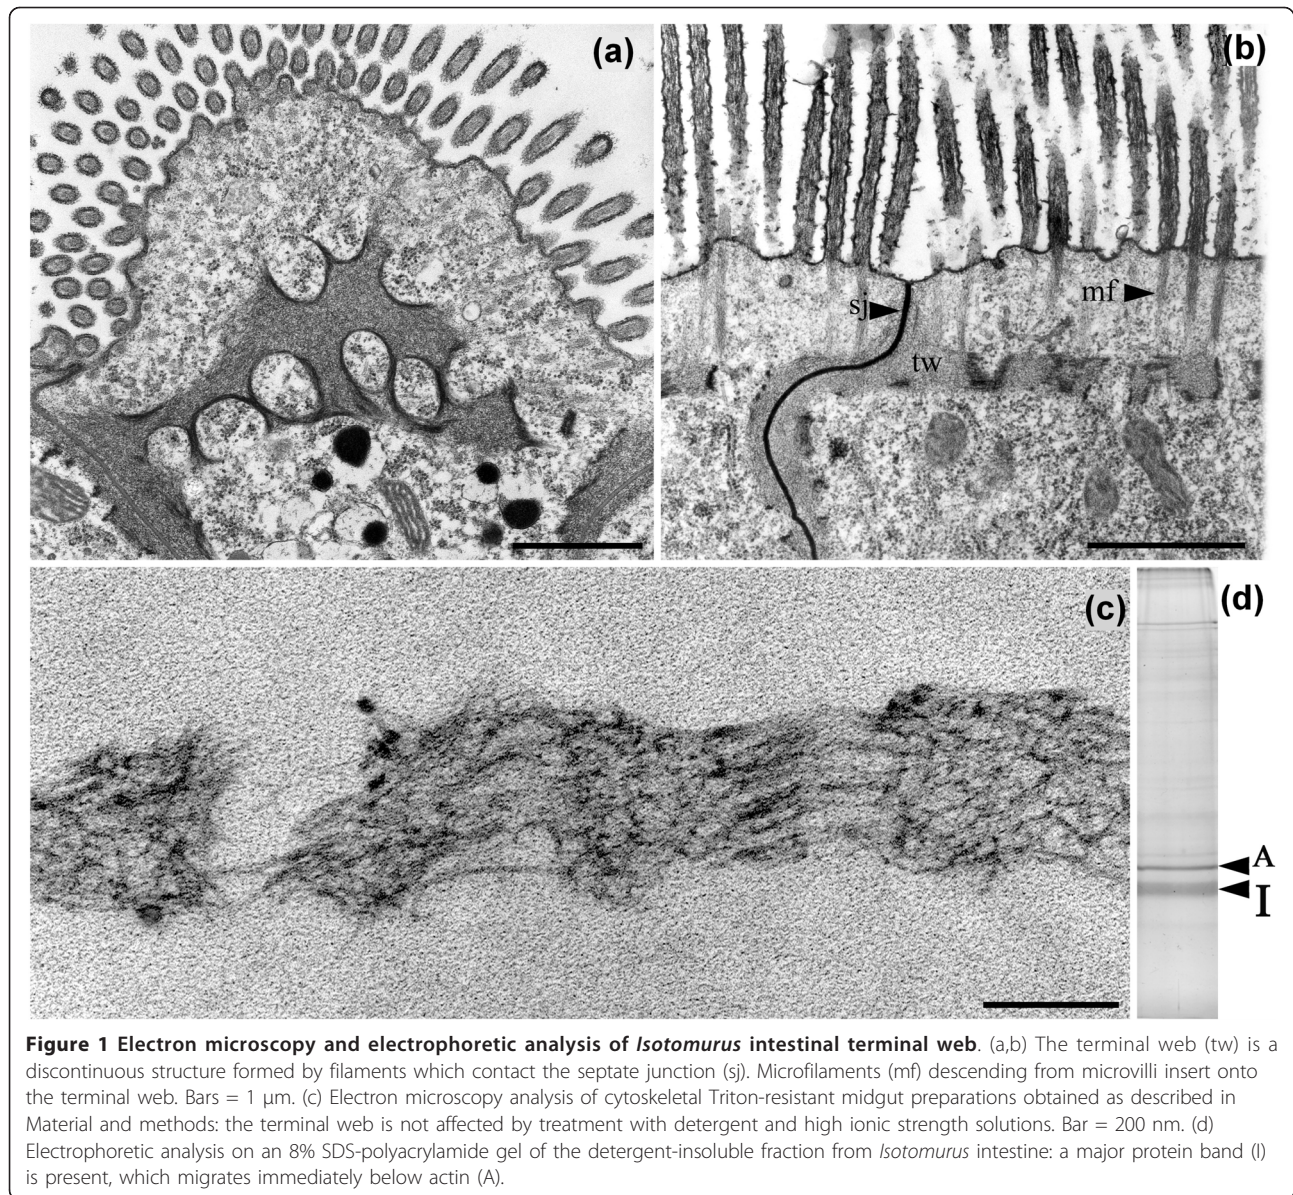 (a)
(b)
sj
mf
tw
(c)
(d)
A
I
Figure 1 Electron microscopy and electrophoretic analysis of Isotomurus intestinal terminal web. (a,b) The terminal web (tw) is a
discontinuous structure formed by filaments which contact the septate junction (sj). Microfilaments (mf) descending from microvilli insert onto
the terminal web. Bars = 1 μm. (c) Electron microscopy analysis of cytoskeletal Triton-resistant midgut preparations obtained as described in
Material and methods: the terminal web is not affected by treatment with detergent and high ionic strength solutions. Bar = 200 nm. (d)
Electrophoretic analysis on an 8% SDS-polyacrylamide gel of the detergent-insoluble fraction from Isotomurus intestine: a major protein band (I)
is present, which migrates immediately below actin (A).